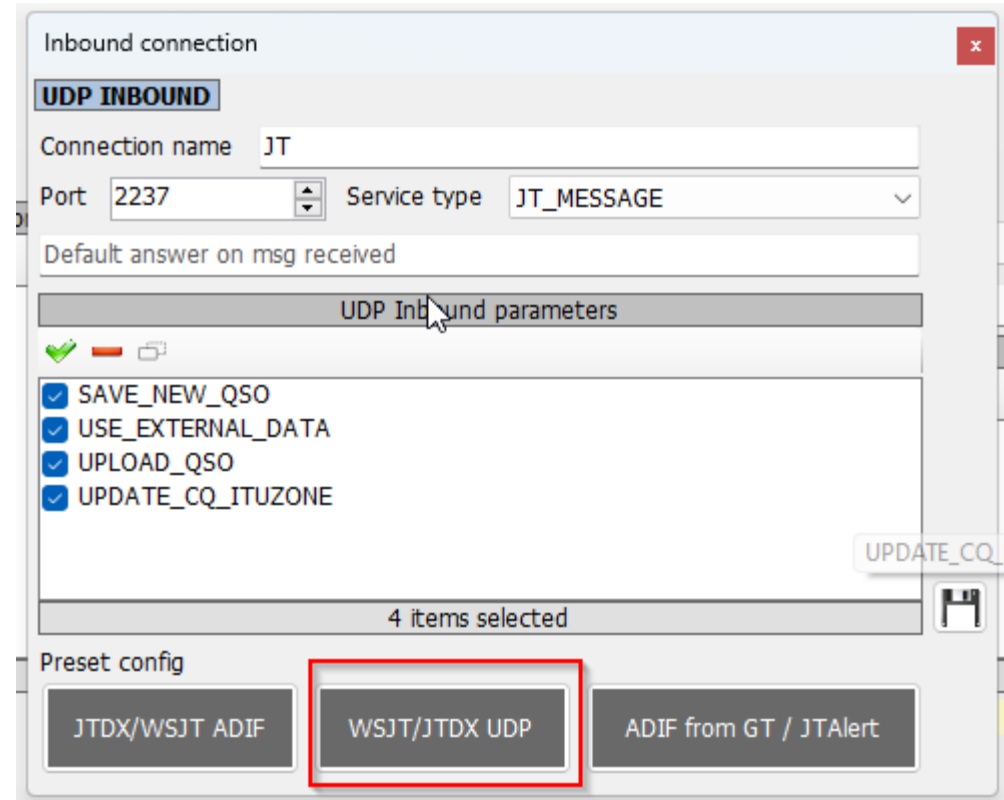 Inbound connection
x
UDP INBOUND
Connection name JT
Port 2237 Service type JT_MESSAGE
Default answer on msg received
UDP Inbound parameters
SAVE_NEW_QSO
USE_EXTERNAL_DATA
UPLOAD_QSO
UPDATE_CQ_ITUZONE
UPDATE_CQ_
4 items selected
Preset config
JTDX/WSJT ADIF WSJT/JTDX UDP ADIF from GT / JTAlert